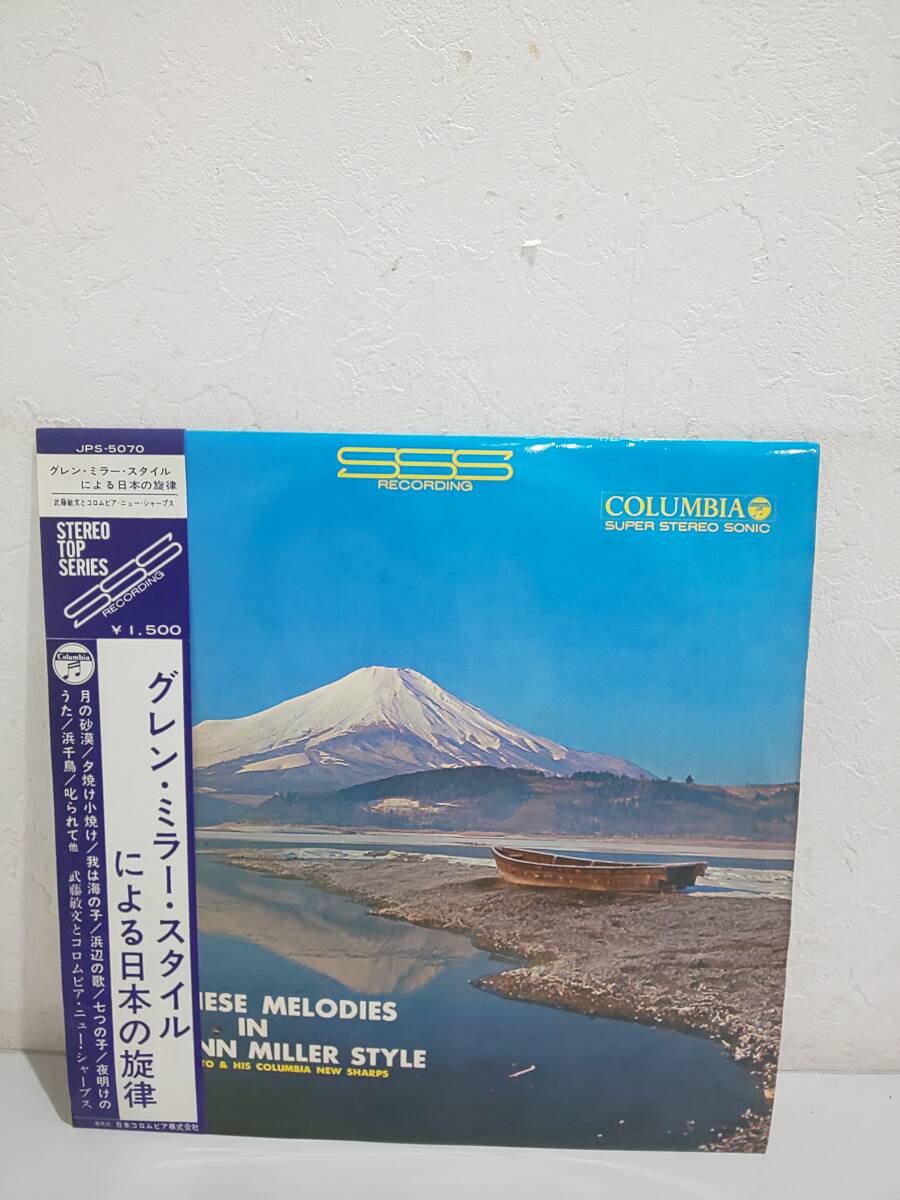 JPS-5070
グレン・ミラー・スタイル
による日本の旋律
武藤敏文とコロムビア・ニュー・シャープス
STEREO
TOP
SERIES
SSS
RECORDING
¥1,500
Columbia
グレン・ミラー・スタイル
による日本の旋律
月の砂漠/夕焼け小焼け/我は海の子/浜辺の歌/七つの子/夜明けの
うた/浜千鳥/叱られて他
武藤敏文とコロムビア・ニュー・シャープス
発売元 日本コロムビア株式会社
SSS
RECORDING
COLUMBIA
SUPER STEREO SONIC
NESE MELODIES
IN
NN MILLER STYLE
TO & HIS COLUMBIA NEW SHARPS